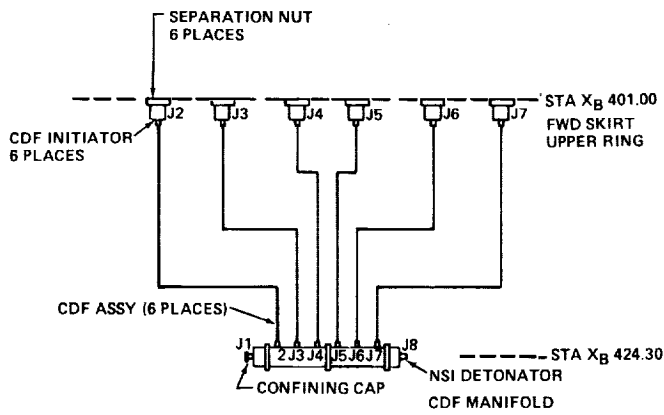 SEPARATION NUT
6 PLACES
J2
J3
J4
J5
J6
J7
STA XB 401.00
FWD SKIRT
UPPER RING
CDF INITIATOR
6 PLACES
CDF ASSY (6 PLACES)
J1
2
J3
J4
J5
J6
J7
J8
STA XB 424.30
CONFINING CAP
NSI DETONATOR
CDF MANIFOLD